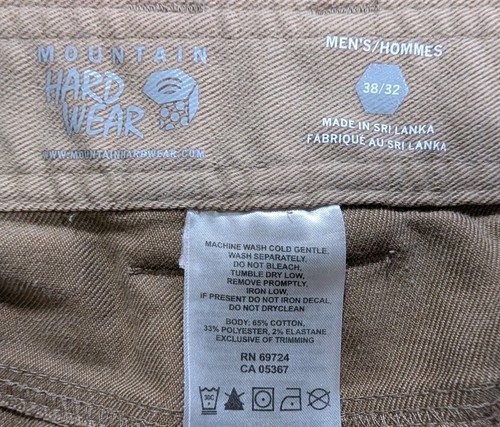 MOUNTAIN
HARD
WEAR
WWW.MOUNTAINHARDWEAR.COM
MEN'S/HOMMES
38/32
MADE IN SRI LANKA
FABRIQUÉ AU SRI LANKA
MACHINE WASH COLD GENTLE,
WASH SEPARATELY,
DO NOT BLEACH,
TUMBLE DRY LOW,
REMOVE PROMPTLY,
IRON LOW,
IF PRESENT DO NOT IRON DECAL,
DO NOT DRYCLEAN
BODY: 65% COTTON,
33% POLYESTER, 2% ELASTANE
EXCLUSIVE OF TRIMMING
RN 69724
CA 05367
30C